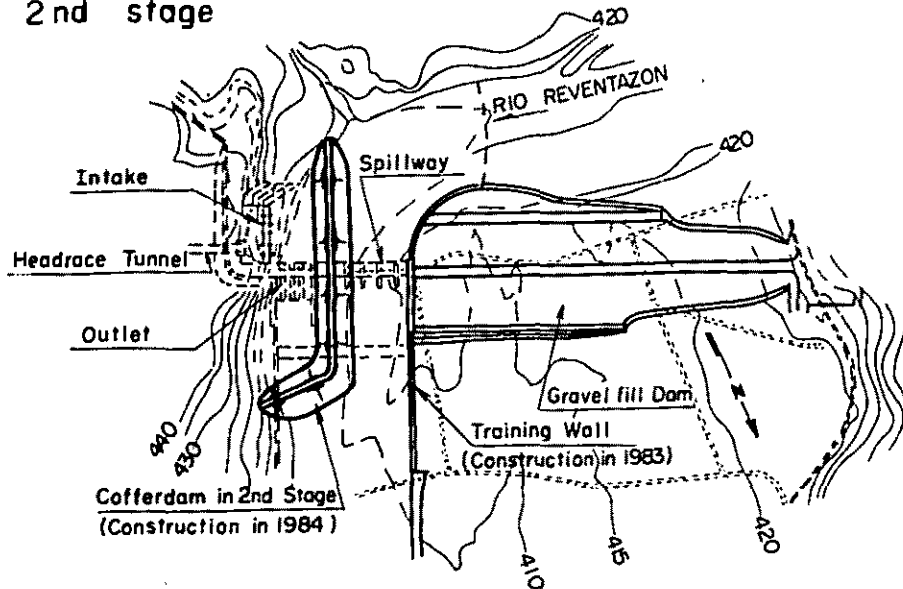 2nd stage
420
RIO REVENTAZON
420
Spillway
Intake
Headrace Tunnel
Outlet
Gravel fill Dam
N
Training Wall
(Construction in 1983)
440
430
Cofferdam in 2nd Stage
(Construction in 1984)
410
415
420